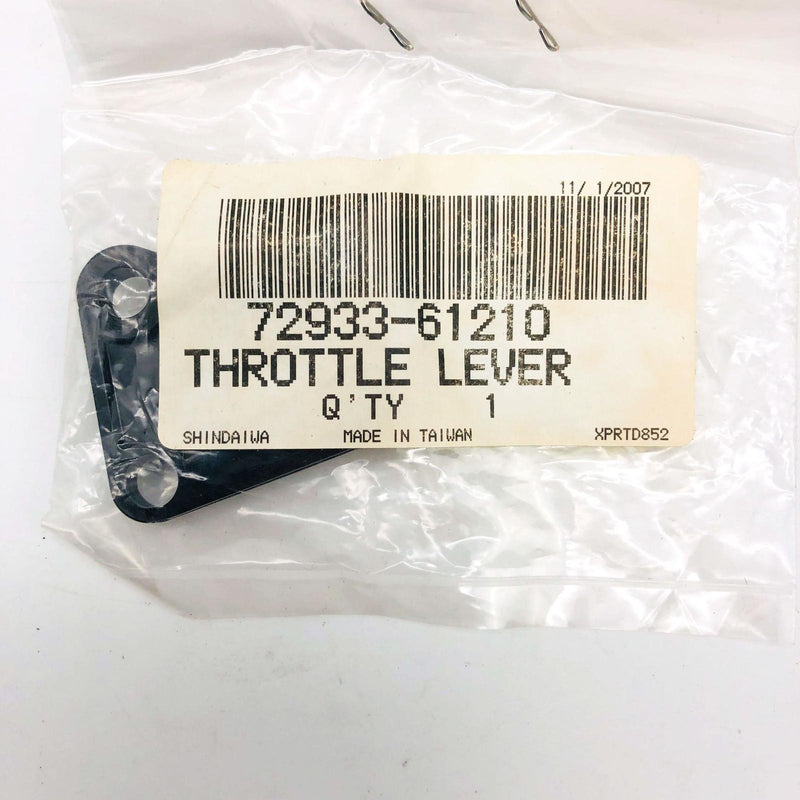 11/ 1/2007
72933-61210
THROTTLE LEVER
Q'TY 1
SHINDAIWA MADE IN TAIWAN XPRTD852